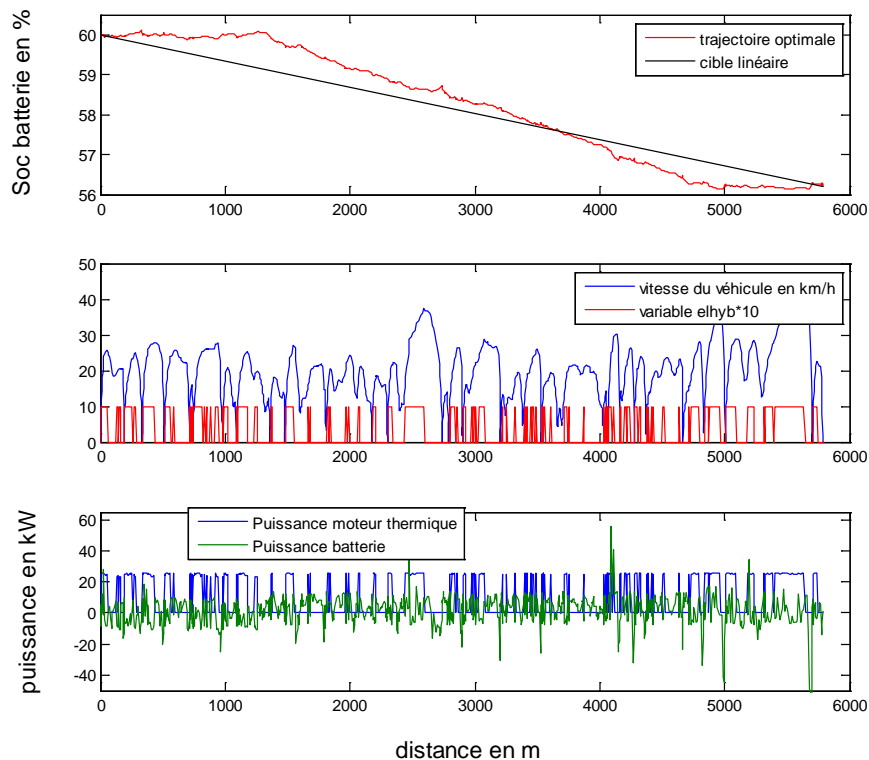 60
59
58
57
56
Soc batterie en %
trajectoire optimale
cible linéaire
0 1000 2000 3000 4000 5000 6000
50
40
30
20
10
0
vitesse du véhicule en km/h
variable elhyb*10
0 1000 2000 3000 4000 5000 6000
60
40
20
0
-20
-40
puissance en kW
Puissance moteur thermique
Puissance batterie
0 1000 2000 3000 4000 5000 6000
distance en m